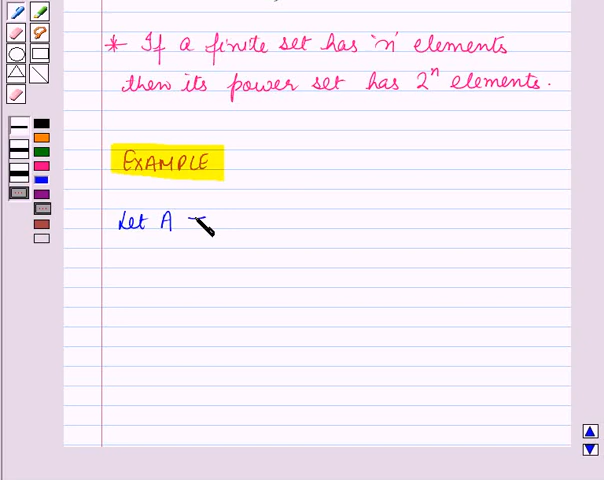 * If a finite set has 'n' elements
then its power set has 2ⁿ elements.
EXAMPLE
Let A